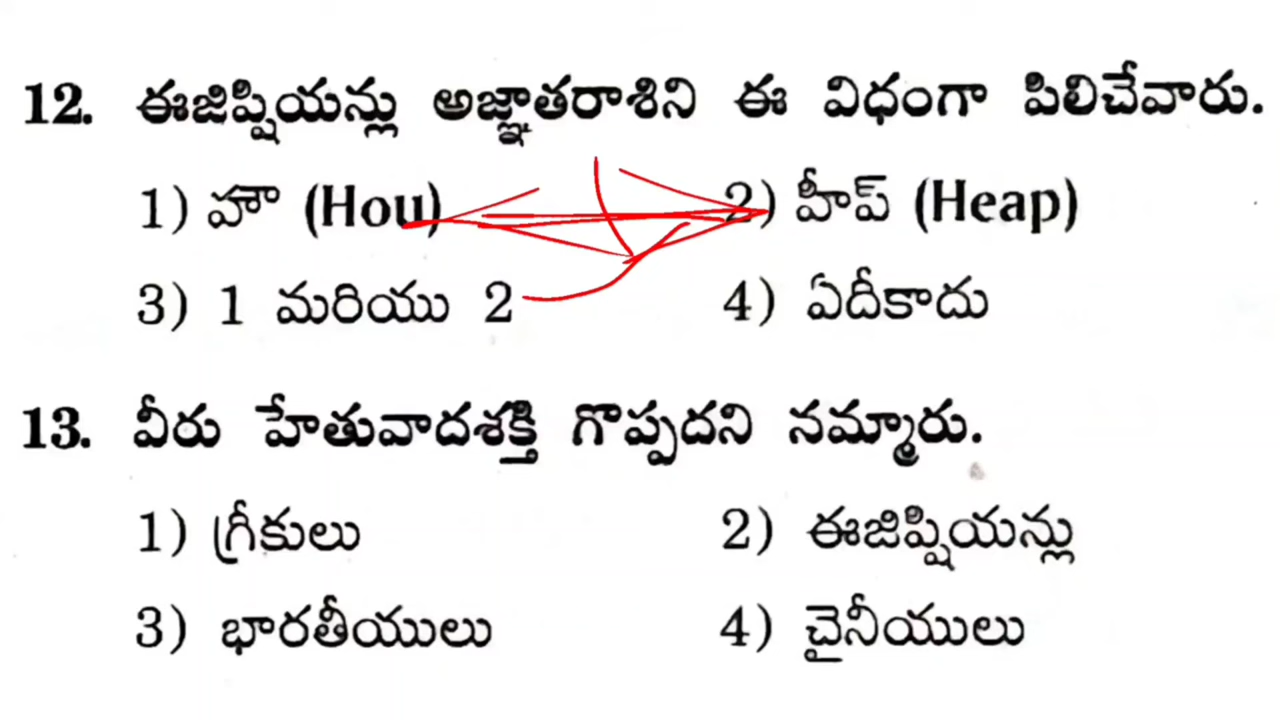 12. ఈజిప్షియన్లు అజ్ఞాతరాశిని ఈ విధంగా పిలిచేవారు.
1) హౌ (Hou) 2) హీప్ (Heap)
3) 1 మరియు 2 4) ఏదీకాదు
13. వీరు హేతువాదశక్తి గొప్పదని నమ్మారు.
1) గ్రీకులు 2) ఈజిప్షియన్లు
3) భారతీయులు 4) చైనీయులు